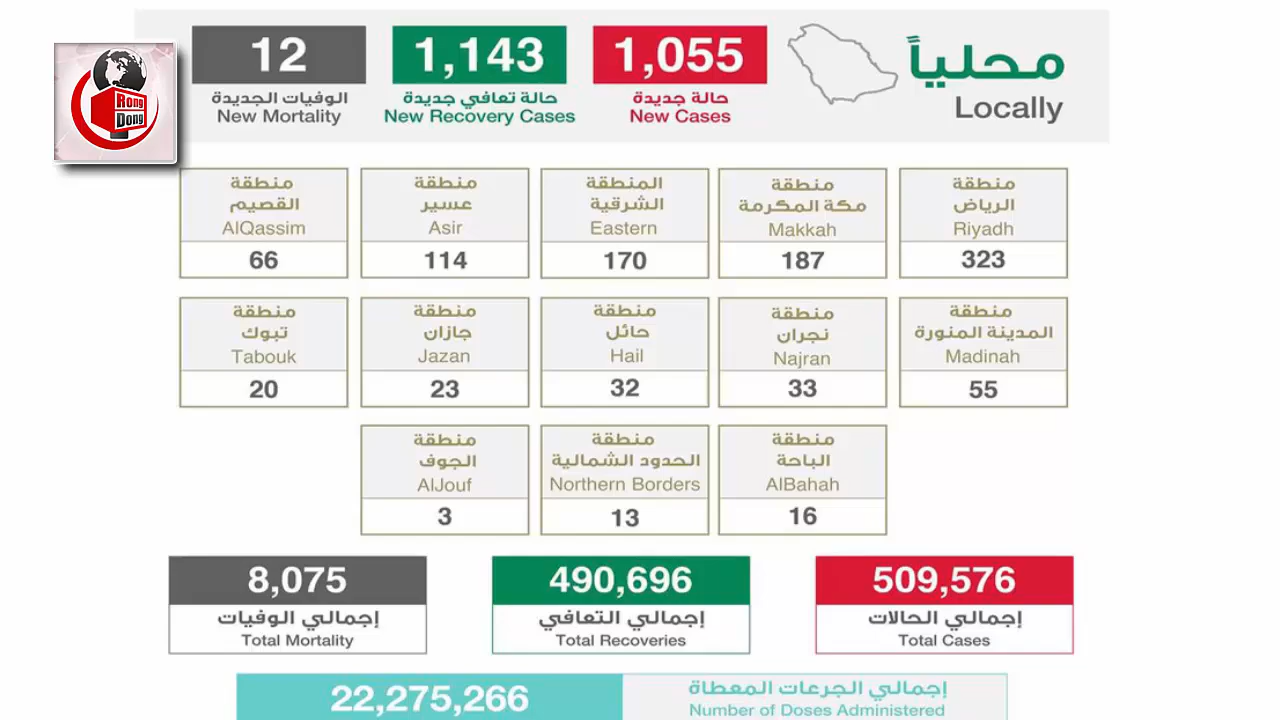 Rong
Dong
محلياً
Locally
1,055
حالة جديدة
New Cases
1,143
حالة تعافي جديدة
New Recovery Cases
12
الوفيات الجديدة
New Mortality
منطقة
الرياض
Riyadh
323
منطقة
مكة المكرمة
Makkah
187
المنطقة
الشرقية
Eastern
170
منطقة
عسير
Asir
114
منطقة
القصيم
AlQassim
66
منطقة
المدينة المنورة
Madinah
55
منطقة
نجران
Najran
33
منطقة
حائل
Hail
32
منطقة
جازان
Jazan
23
منطقة
تبوك
Tabouk
20
منطقة
الباحة
AlBahah
16
منطقة
الحدود الشمالية
Northern Borders
13
منطقة
الجوف
AlJouf
3
509,576
إجمالي الحالات
Total Cases
490,696
إجمالي التعافي
Total Recoveries
8,075
إجمالي الوفيات
Total Mortality
إجمالي الجرعات المعطاة
Number of Doses Administered
22,275,266